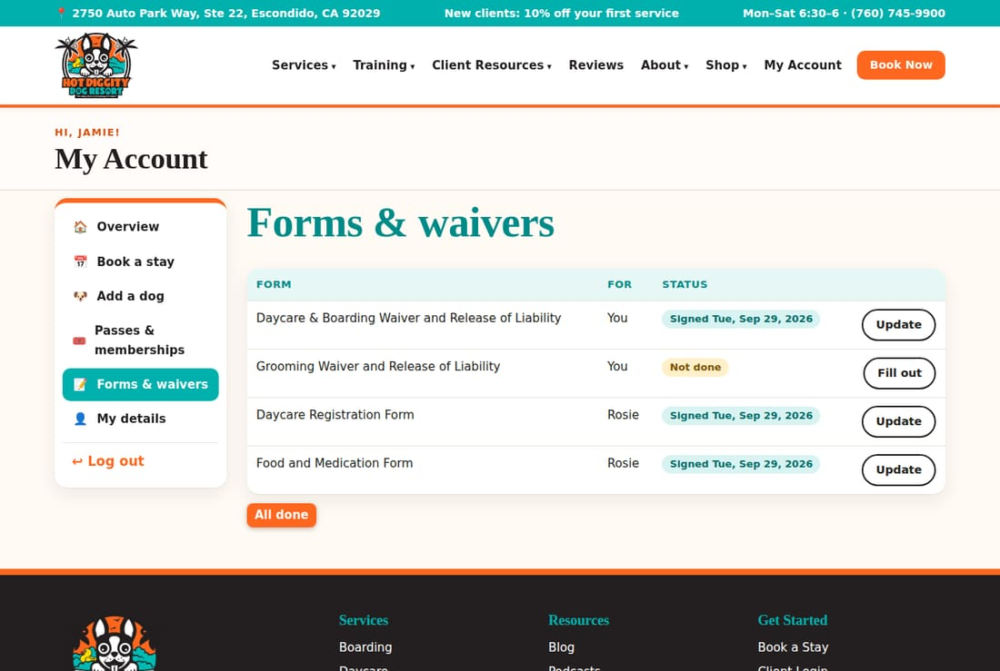 2750 Auto Park Way, Ste 22, Escondido, CA 92029
New clients: 10% off your first service
Mon–Sat 6:30–6 · (760) 745-9900
HOT DIGGITY
DOG RESORT
Services ▾
Training ▾
Client Resources ▾
Reviews
About ▾
Shop ▾
My Account
Book Now
HI, JAMIE!
My Account
Overview
Book a stay
Add a dog
Passes &
memberships
Forms & waivers
My details
↩ Log out
Forms & waivers
FORM FOR STATUS
Daycare & Boarding Waiver and Release of Liability You Signed Tue, Sep 29, 2026 Update
Grooming Waiver and Release of Liability You Not done Fill out
Daycare Registration Form Rosie Signed Tue, Sep 29, 2026 Update
Food and Medication Form Rosie Signed Tue, Sep 29, 2026 Update
All done
Services
Boarding
Daycare
Resources
Blog
Podcasts
Get Started
Book a Stay
Client Login